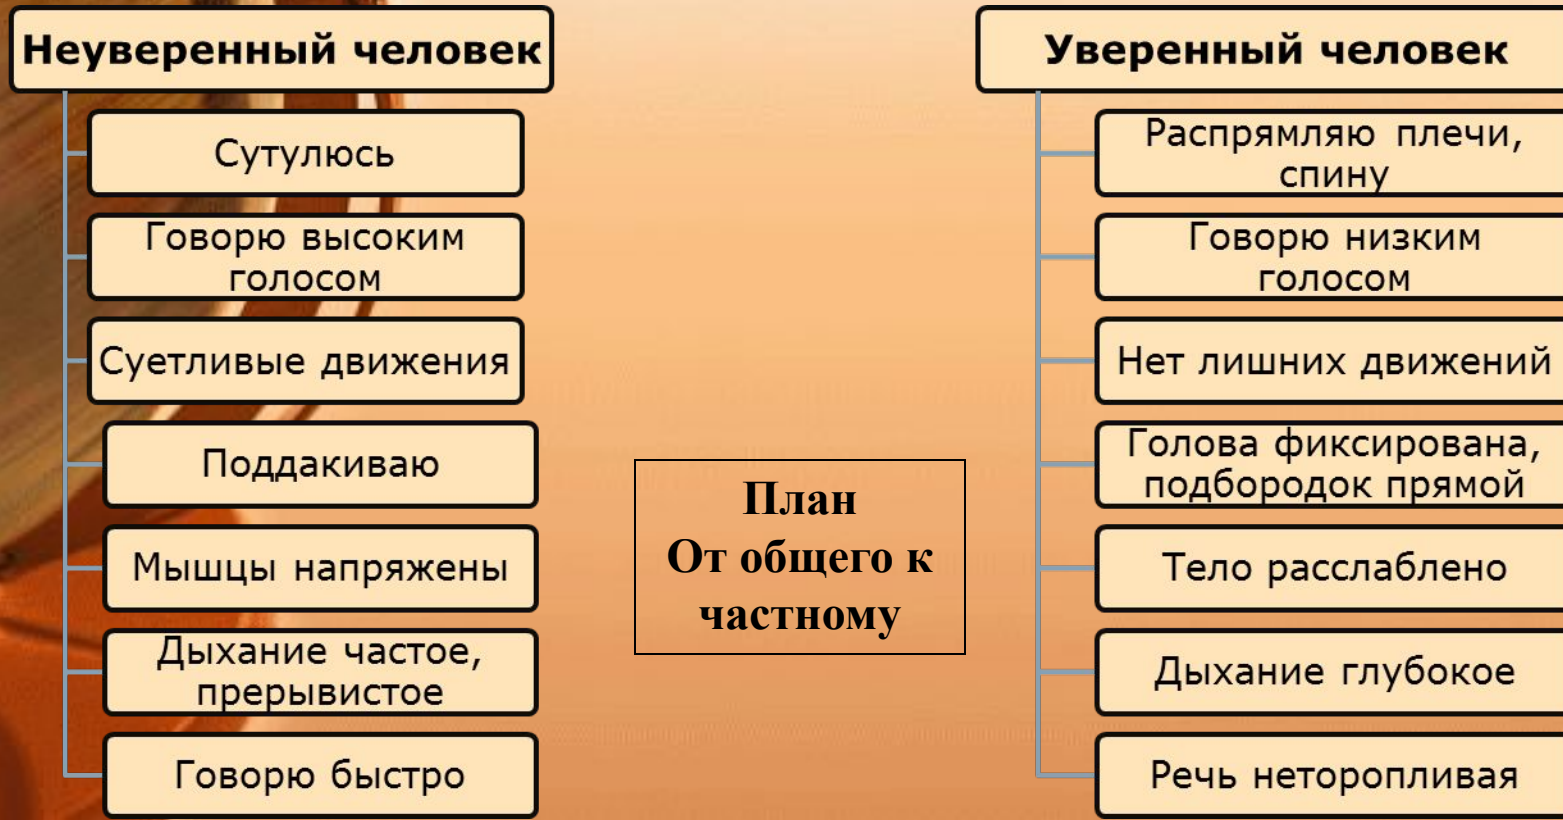 Неуверенный человек
Сутулюсь
Говорю высоким
голосом
Суетливые движения
Поддакиваю
Мышцы напряжены
Дыхание частое,
прерывистое
Говорю быстро
План
От общего к
частному
Уверенный человек
Распрямляю плечи,
спину
Говорю низким
голосом
Нет лишних движений
Голова фиксирована,
подбородок прямой
Тело расслаблено
Дыхание глубокое
Речь неторопливая